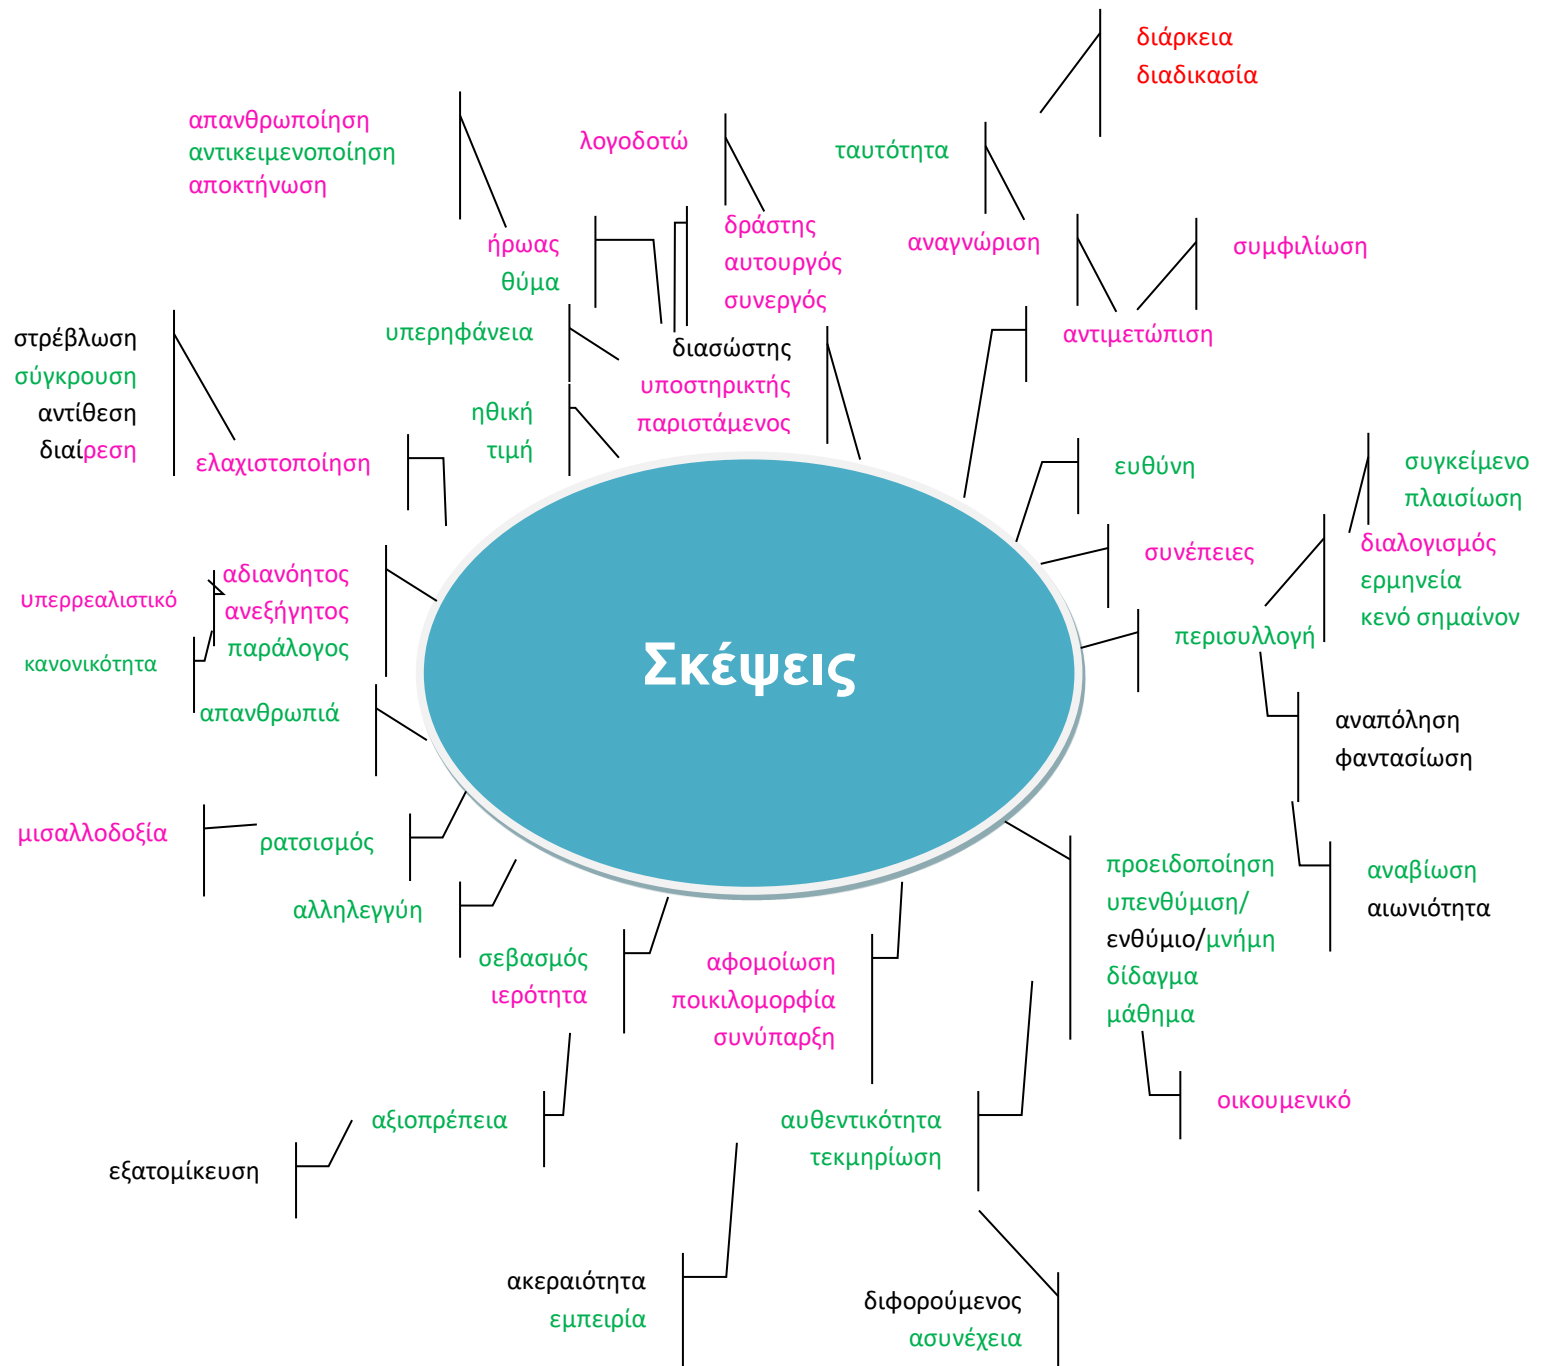 διάρκεια
διαδικασία
απανθρωποίηση
αντικειμενοποίηση
αποκτήνωση
λογοδοτώ
ταυτότητα
ήρωας
θύμα
δράστης
αυτουργός
συνεργός
αναγνώριση
συμφιλίωση
στρέβλωση
σύγκρουση
αντίθεση
διαίρεση
υπερηφάνεια
διασώστης
υποστηρικτής
παριστάμενος
αντιμετώπιση
ηθική
τιμή
ελαχιστοποίηση
ευθύνη
συγκείμενο
πλαισίωση
συνέπειες
διαλογισμός
ερμηνεία
κενό σημαίνον
υπερρεαλιστικό
αδιανόητος
ανεξήγητος
παράλογος
κανονικότητα
Σκέψεις
περισυλλογή
απανθρωπιά
αναπόληση
φαντασίωση
μισαλλοδοξία
ρατσισμός
προειδοποίηση
υπενθύμιση/
ενθύμιο/μνήμη
δίδαγμα
μάθημα
αναβίωση
αιωνιότητα
αλληλεγγύη
σεβασμός
ιερότητα
αφομοίωση
ποικιλομορφία
συνύπαρξη
οικουμενικό
αξιοπρέπεια
αυθεντικότητα
τεκμηρίωση
εξατομίκευση
ακεραιότητα
εμπειρία
διφορούμενος
ασυνέχεια